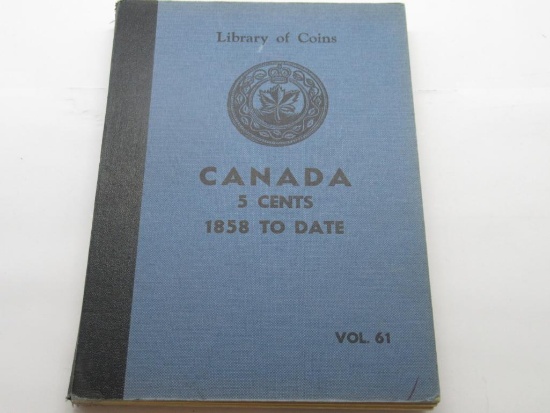 Library of Coins
CANADA
5 CENTS
1858 TO DATE
VOL. 61